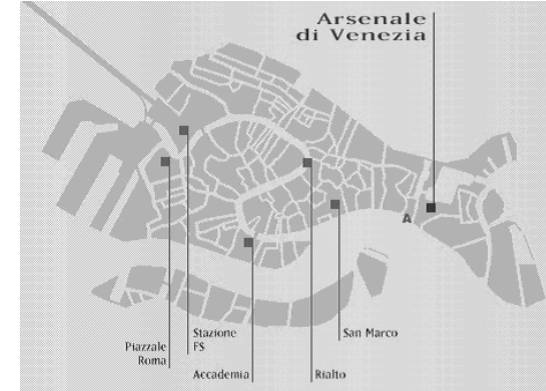 Arsenale
di Venezia
A
Stazione
FS
San Marco
Piazzale
Roma
Accademia
Rialto